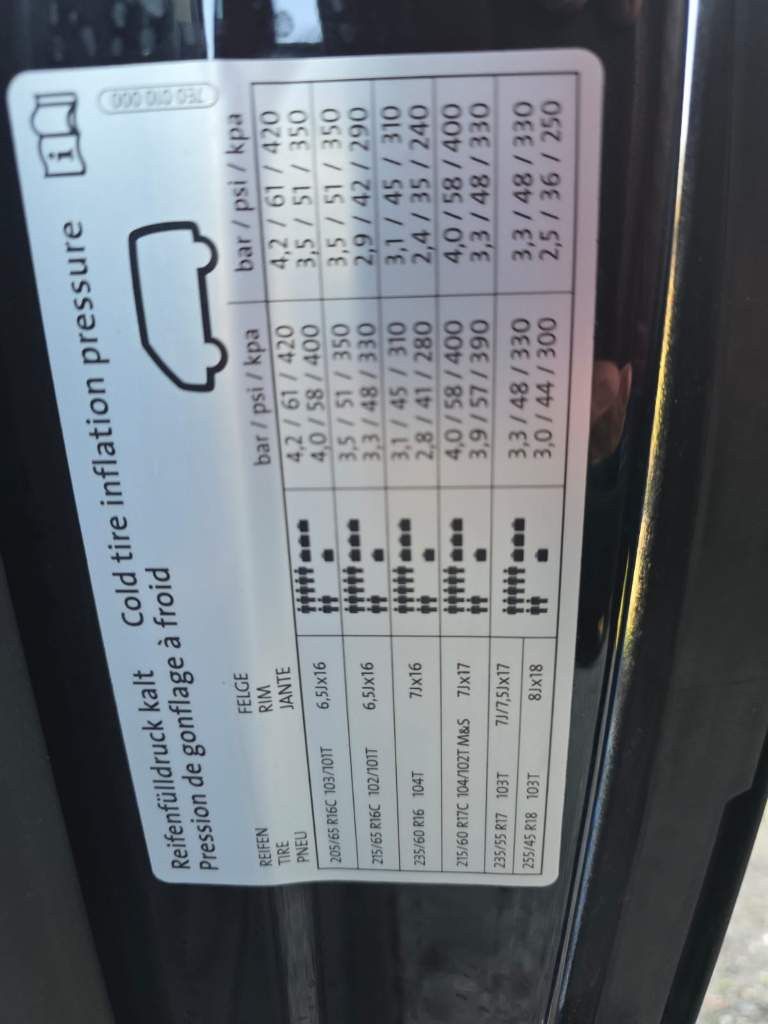 Reifenfülldruck kalt Cold tire inflation pressure
Pression de gonflage à froid
i
7E0 010 000
REIFEN FELGE
TIRE RIM
PNEU JANTE
bar / psi / kpa bar / psi / kpa
205/65 R16C 103/101T 6,5Jx16
4,2 / 61 / 420 4,2 / 61 / 420
4,0 / 58 / 400 3,5 / 51 / 350
215/65 R16C 102/101T 6,5Jx16
3,5 / 51 / 350 3,5 / 51 / 350
3,3 / 48 / 330 2,9 / 42 / 290
235/60 R16 104T 7Jx16
3,1 / 45 / 310 3,1 / 45 / 310
2,8 / 41 / 280 2,4 / 35 / 240
215/60 R17C 104/102T M&S 7Jx17
4,0 / 58 / 400 4,0 / 58 / 400
3,9 / 57 / 390 3,3 / 48 / 330
235/55 R17 103T 7J/7,5Jx17
255/45 R18 103T 8Jx18
3,3 / 48 / 330 3,3 / 48 / 330
3,0 / 44 / 300 2,5 / 36 / 250